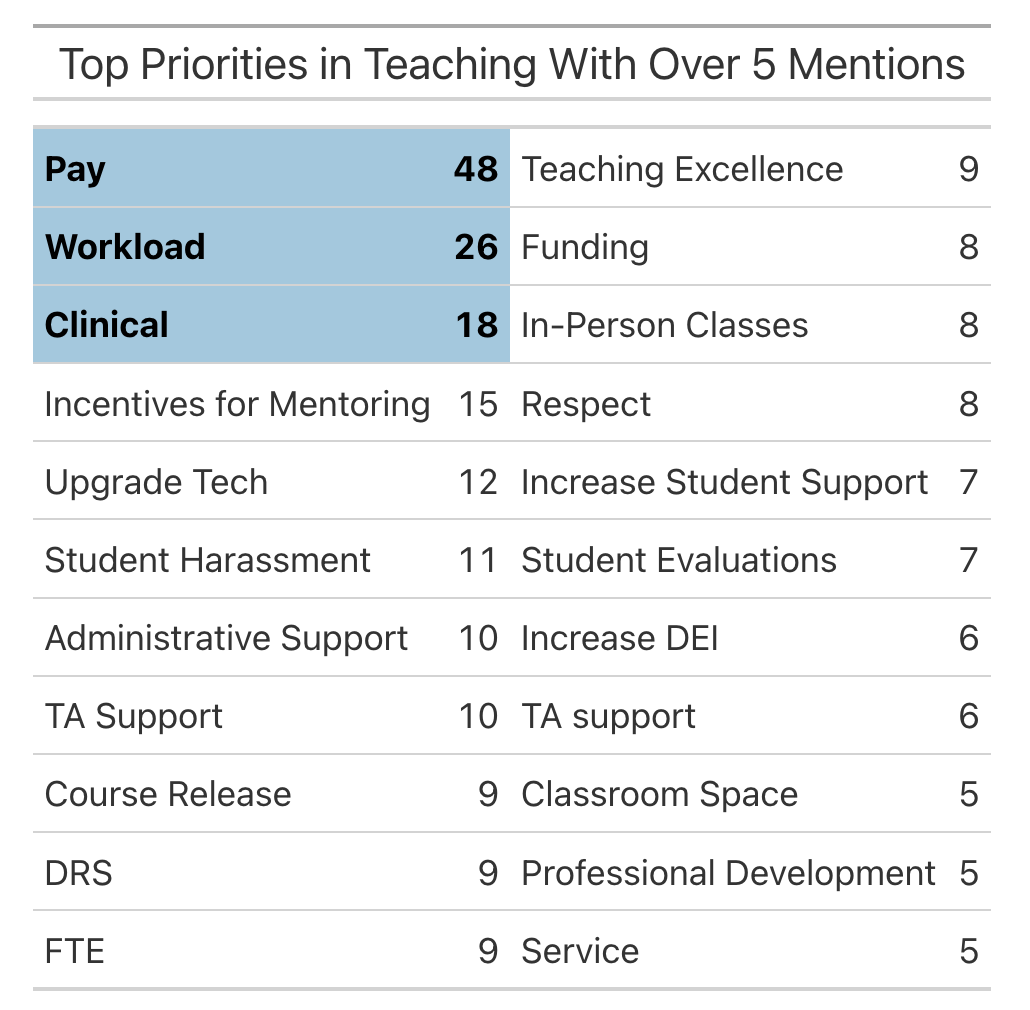 Top Priorities in Teaching With Over 5 Mentions
Pay 48 Teaching Excellence 9
Workload 26 Funding 8
Clinical 18 In-Person Classes 8
Incentives for Mentoring 15 Respect 8
Upgrade Tech 12 Increase Student Support 7
Student Harassment 11 Student Evaluations 7
Administrative Support 10 Increase DEI 6
TA Support 10 TA support 6
Course Release 9 Classroom Space 5
DRS 9 Professional Development 5
FTE 9 Service 5